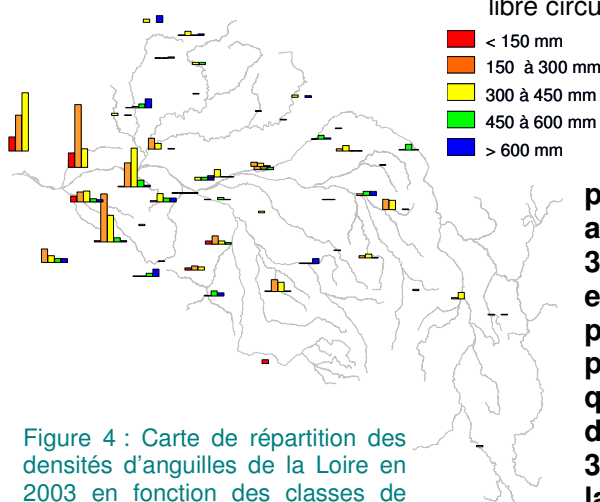 libre circu
< 150 mm
150 à 300 mm
300 à 450 mm
450 à 600 mm
> 600 mm
p
a
3
e
p
p
q
d
3
la
Figure 4 : Carte de répartition des
densités d'anguilles de la Loire en
2003 en fonction des classes de